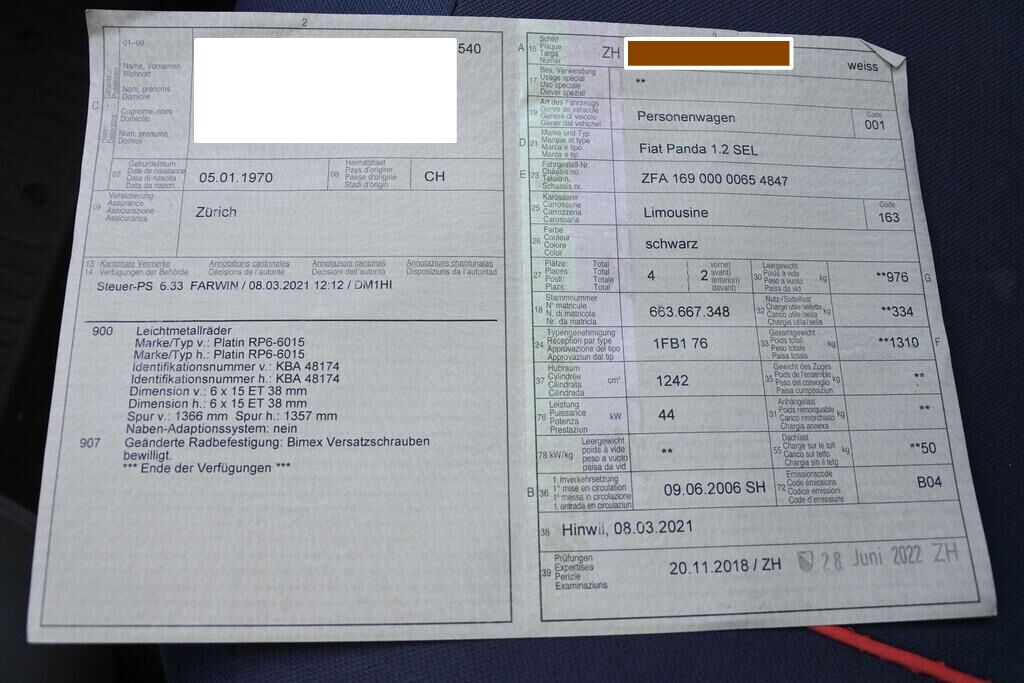 2
01–06
540
C
Name, Vornamen
Wohnort
Nom, prénoms
Domicile
Cognome, nomi
Domicilio
Num, prenums
Domicil
07
Geburtsdatum
Date de naissance
Data di nascita
Data da nasch.
05.01.1970
08
Heimatstaat
Pays d'origine
Paese d'origine
Stadi d'origin
CH
09
Versicherung
Assurance
Assicurazione
Assicuranza
Zürich
13 Kantonale Vermerke Annotations cantonales Annotazioni cantonali Annotaziuns chantunalas
14 Verfügungen der Behörde Décisions de l'autorité Decisioni dell'autorità Disposiziuns da l'autoritad
Steuer-PS 6.33 FARWIN / 08.03.2021 12:12 / DM1HI
900 Leichtmetallräder
Marke/Typ v.: Platin RP6-6015
Marke/Typ h.: Platin RP6-6015
Identifikationsnummer v.: KBA 48174
Identifikationsnummer h.: KBA 48174
Dimension v.: 6 x 15 ET 38 mm
Dimension h.: 6 x 15 ET 38 mm
Spur v.: 1366 mm Spur h.: 1357 mm
Naben-Adaptionssystem: nein
907 Geänderte Radbefestigung: Bimex Versatzschrauben
bewilligt.
*** Ende der Verfügungen ***
A 15
Schild
Plaque
Targa
Numer
ZH
weiss
17
Bes. Verwendung
Usage spécial
Uso speciale
Diever spezial
**
19
Art des Fahrzeugs
Genre de véhicule
Genere di veicolo
Gener dal vehichel
Personenwagen
Code
001
D 21
Marke und Typ
Marque et type
Marca e tipo
Marca e tip
Fiat Panda 1.2 SEL
E 23
Fahrgestell-Nr.
Châssis no
Telaio n.
Schassis nr.
ZFA 169 000 0065 4847
25
Karosserie
Carrosserie
Carrozzeria
Carossaria
Limousine
Code
163
26
Farbe
Couleur
Colore
Colur
schwarz
27
Plätze: Total
Places: Total
Posti: Totale
Plazs: Total
4
2
vorne)
avant)
anteriori)
davant)
30
Leergewicht
Poids à vide
Peso a vuoto
Paisa da vid
kg
**976
G
18
Stammnummer
N° matricule
N. di matricola
Nr. da matricla
663.667.348
32
Nutz-/Sattellast
Charge utile/sellette
Carico utile/sella
Chargia utila/sella
kg
**334
24
Typengenehmigung
Réception par type
Approvazione del tipo
Approvaziun dal tip
1FB1 76
33
Gesamtgewicht
Poids total
Peso totale
Paisa totala
kg
**1310
F
37
Hubraum
Cylindrée
Cilindrata
Cilindrada
cm³
1242
35
Gewicht des Zuges
Poids de l'ensemble
Peso del convoglio
Paisa cumposiziun
kg
**
76
Leistung
Puissance
Potenza
Prestaziun
kW
44
31
Anhängelast
Poids remorquable
Carico rimorchiato
Chargia annexa
kg
**
78 kW/kg
Leergewicht
poids à vide
peso a vuoto
paisa da vid
**
55
Dachlast
Charge sur le toit
Carico sul tetto
Chargia sin il tetg
kg
**50
B 36
1. Inverkehrsetzung
1re mise en circulation
1a messa in circolazione
1. entrada en circulaziun
09.06.2006 SH
72
Emissionscode
Code émissions
Codice emissioni
Code d'emissiuns
B04
38
Hinwil, 08.03.2021
39
Prüfungen
Expertises
Perizie
Examinaziuns
20.11.2018 / ZH
28. Juni 2022 ZH